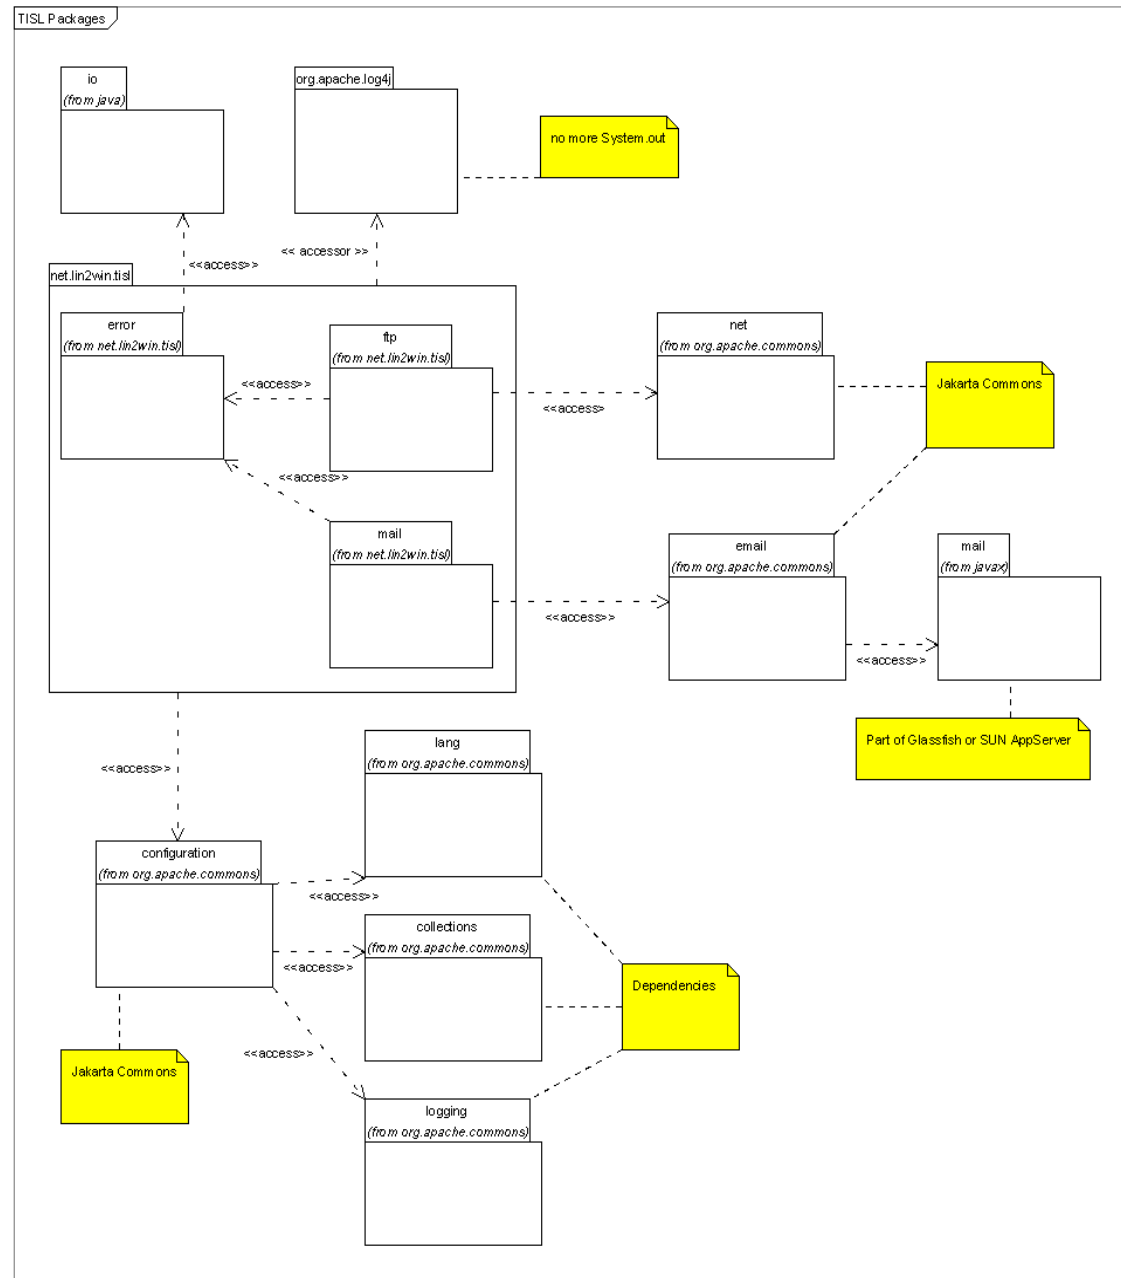 TISL Packages
io
(from java)
org.apache.log4j
no more System.out
<<access>>
<< accessor >>
net.lin2win.tisl
error
(from net.lin2win.tisl)
ftp
(from net.lin2win.tisl)
net
(from org.apache.commons)
<<access>>
<<access>
Jakarta Commons
<<access>>
mail
(from net.lin2win.tisl)
email
(from org.apache.commons)
mail
(from javax)
<<access>>
<<access>>
Part of Glassfish or SUN AppServer
<<access>>
lang
(from org.apache.commons)
configuration
(from org.apache.commons)
<<access>>
collections
(from org.apache.commons)
<<access>>
Dependencies
<<access>>
Jakarta Commons
logging
(from org.apache.commons)